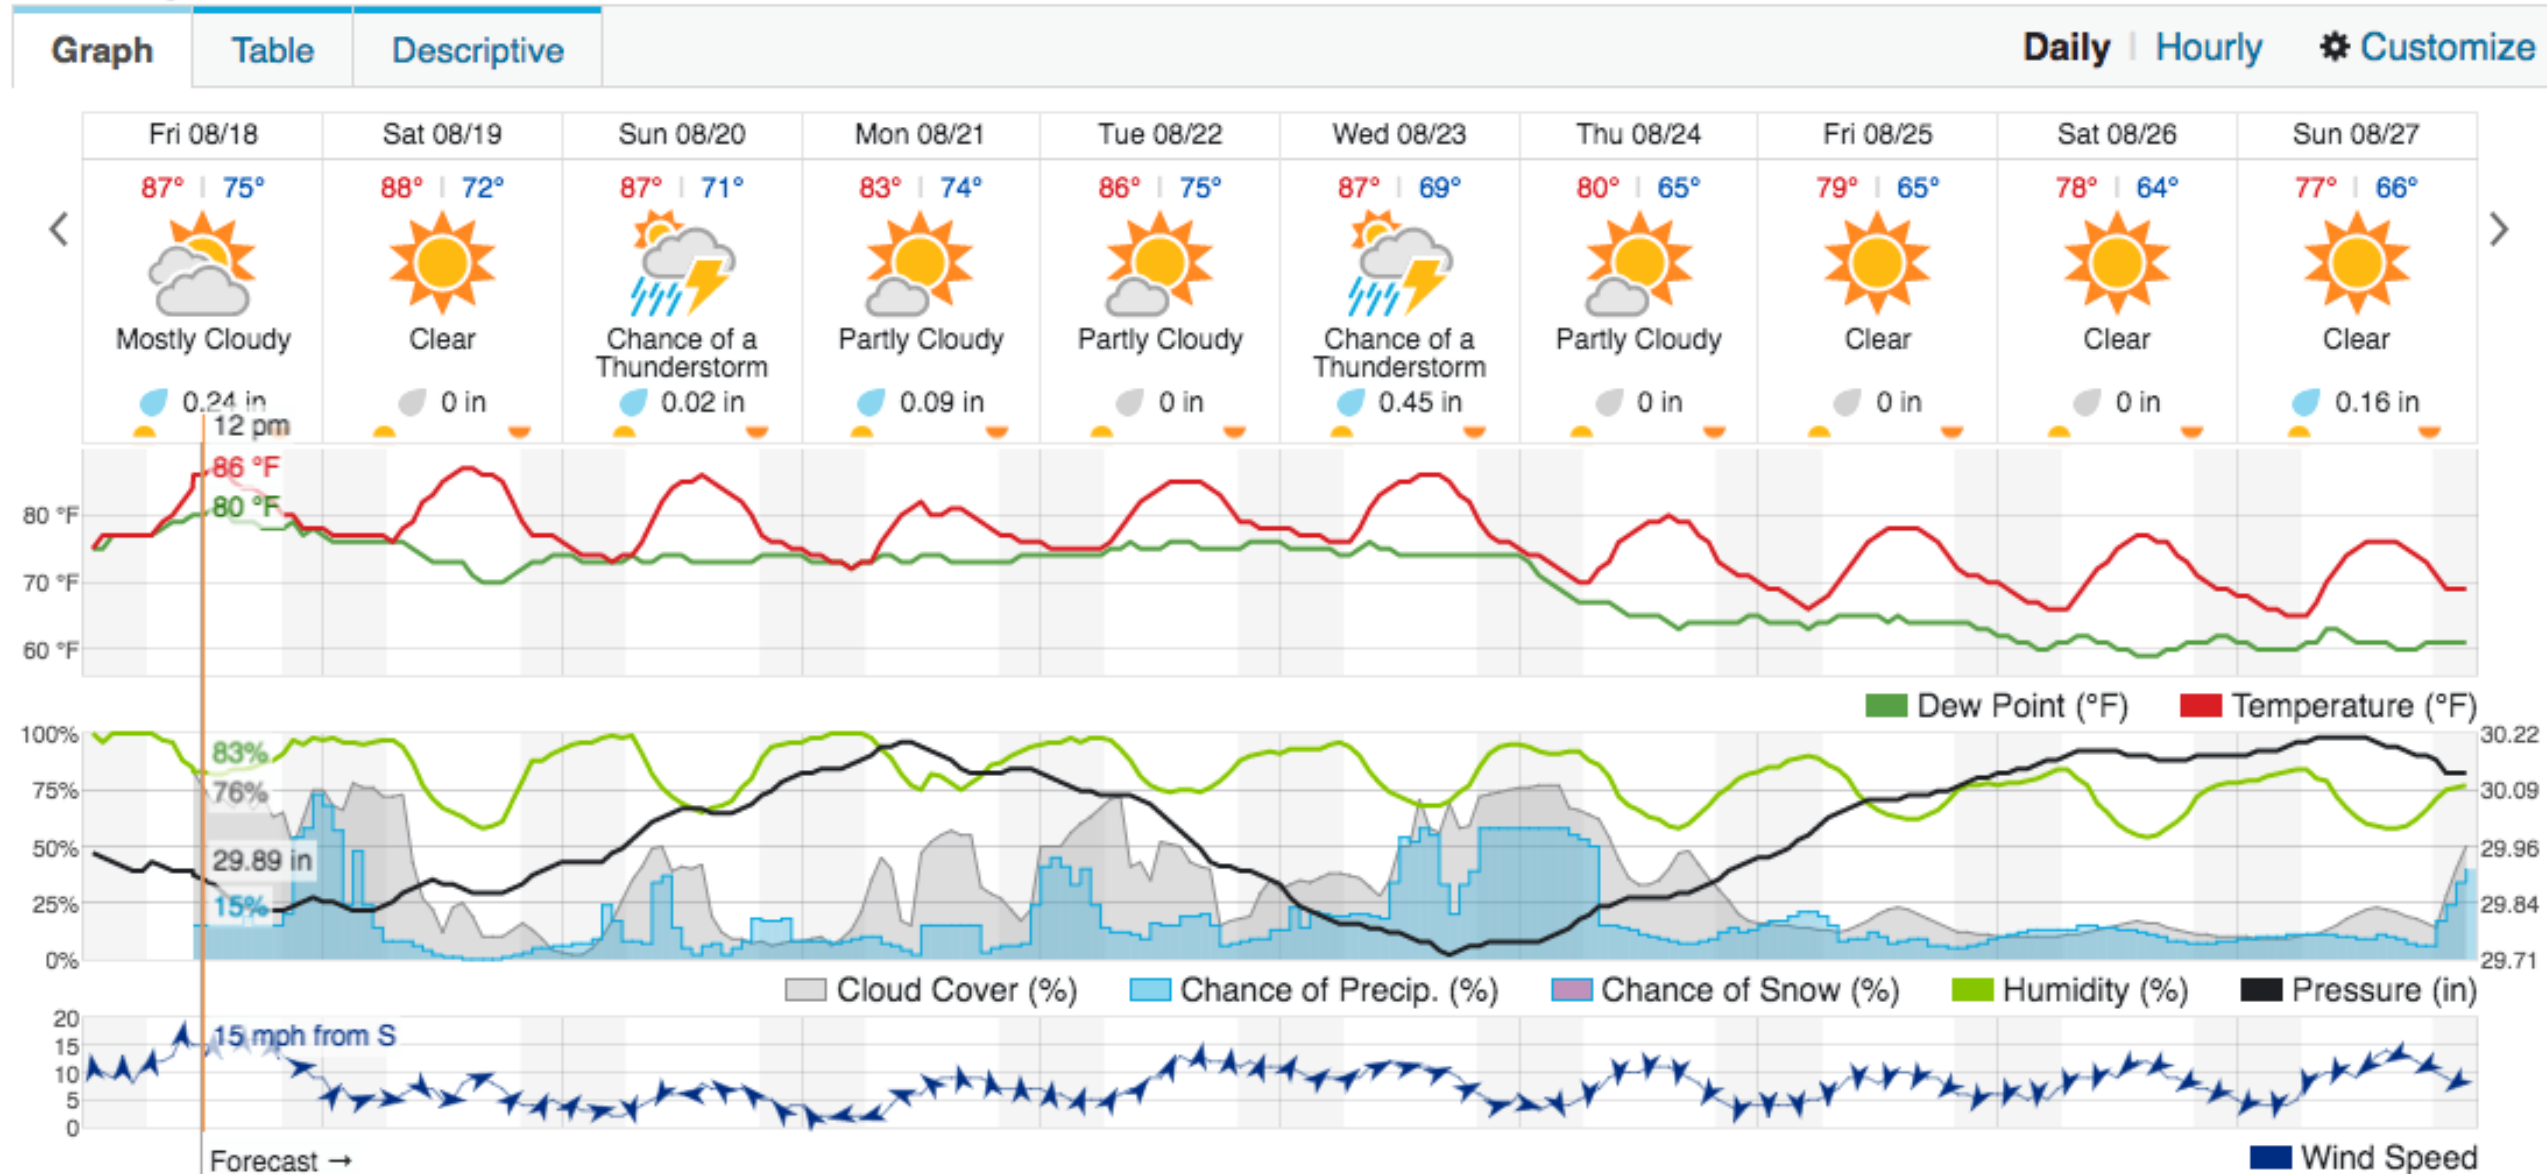 Graph Table Descriptive Daily | Hourly Customize
Fri 08/18 Sat 08/19 Sun 08/20 Mon 08/21 Tue 08/22 Wed 08/23 Thu 08/24 Fri 08/25 Sat 08/26 Sun 08/27
87° | 75° 88° | 72° 87° | 71° 83° | 74° 86° | 75° 87° | 69° 80° | 65° 79° | 65° 78° | 64° 77° | 66°
Mostly Cloudy Clear Chance of a Partly Cloudy Partly Cloudy Chance of a Partly Cloudy Clear Clear Clear
Thunderstorm Thunderstorm
0.24 in 0 in 0.02 in 0.09 in 0 in 0.45 in 0 in 0 in 0 in 0.16 in
12 pm
86 °F
80 °F 80 °F
70 °F
60 °F
Dew Point (°F) Temperature (°F)
100% 30.22
83%
75% 76% 30.09
50% 29.96
29.89 in
25% 15% 29.84
0% 29.71
Cloud Cover (%) Chance of Precip. (%) Chance of Snow (%) Humidity (%) Pressure (in)
20
15 mph from S
15
10
5
0
Forecast → Wind Speed